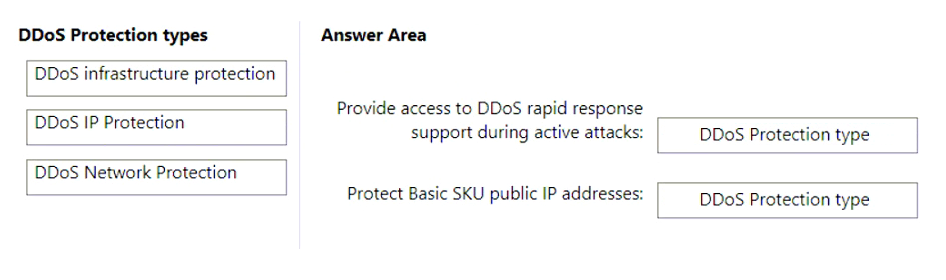 DDoS Protection types
DDoS infrastructure protection
DDoS IP Protection
DDoS Network Protection
Answer Area
Provide access to DDoS rapid response
support during active attacks:
DDoS Protection type
Protect Basic SKU public IP addresses:
DDoS Protection type